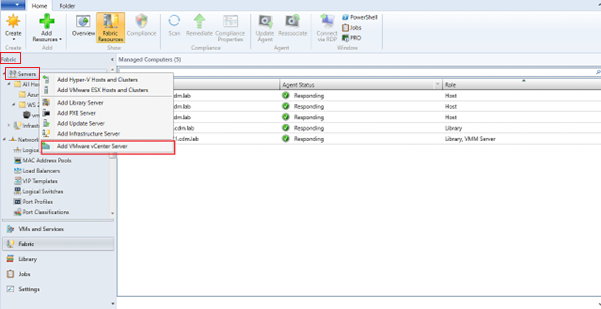 Home Folder
Create
Add Resources
Overview
Fabric Resources
Compliance
Scan
Remediate
Compliance Properties
Update Agent
Reassociate
Connect via RDP
PowerShell
Jobs
PRO
Create Add Show Compliance Agent Window
Fabric
Managed Computers (5)
Servers
All Hos
Azur
WS 2
vm
Infrastr
Network
Logical
MAC Address Pools
Load Balancers
VIP Templates
Logical Switches
Port Profiles
Port Classifications
Add Hyper-V Hosts and Clusters
Add VMware ESX Hosts and Clusters
Add Library Server
Add PXE Server
Add Update Server
Add Infrastructure Server
Add VMware vCenter Server
Agent Status Role
.cdm.lab Responding Host
dm.lab Responding Host
dm.lab Responding Host
.cdm.lab Responding Library
1.cdm.lab Responding Library, VMM Server
VMs and Services
Fabric
Library
Jobs
Settings